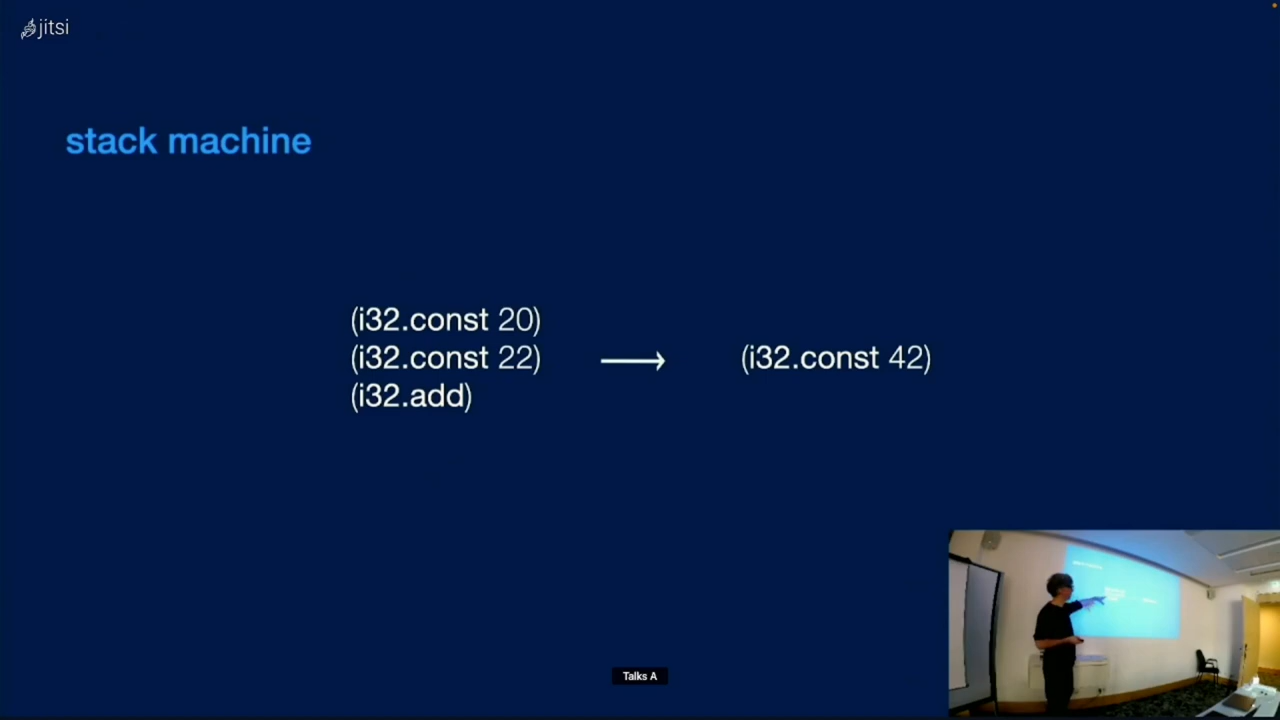 jitsi
stack machine
(i32.const 20)
(i32.const 22)
(i32.add)
⟶
(i32.const 42)
Talks A